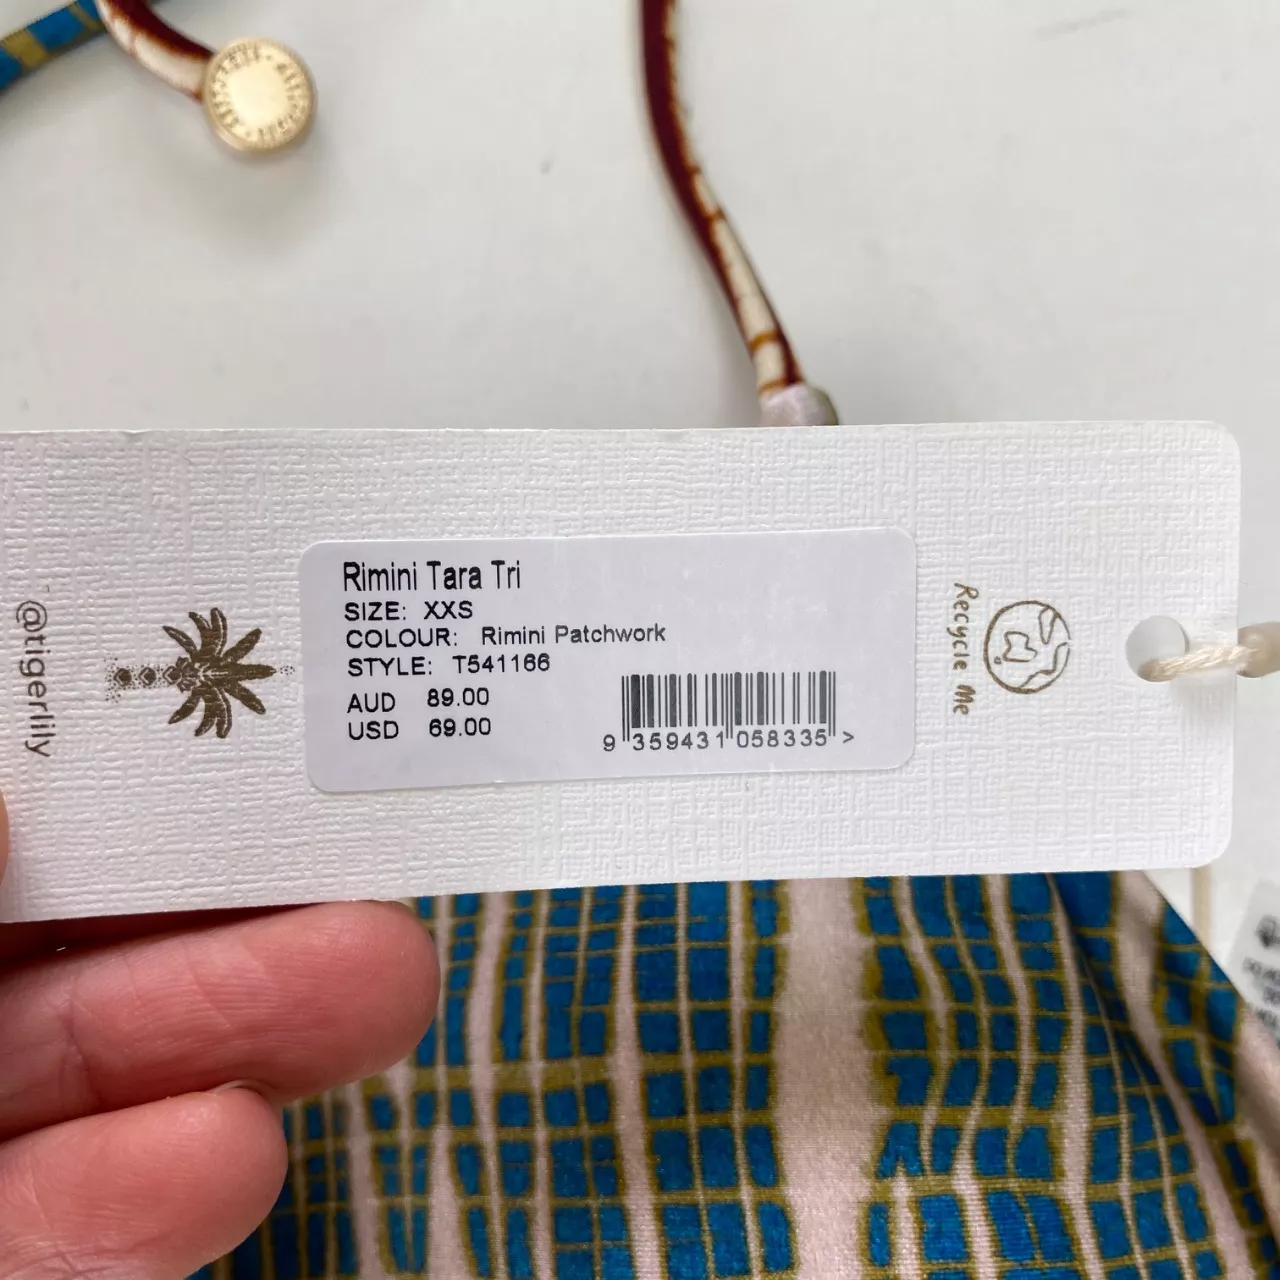 Rimini Tara Tri
SIZE: XXS
COLOUR: Rimini Patchwork
STYLE: T541166
AUD 89.00
USD 69.00
9 359431 058335 >
@tigerlily
Recycle Me